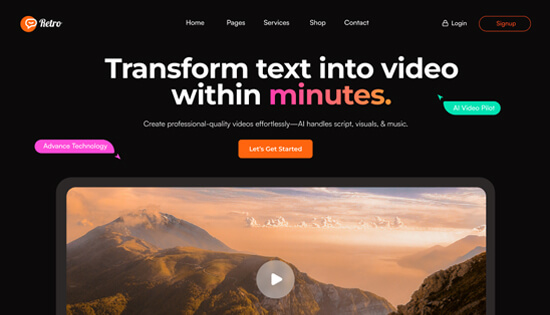 Retro
Home Pages Services Shop Contact
Login
Signup
Transform text into video
within minutes.
AI Video Pilot
Create professional-quality videos effortlessly—AI handles script, visuals, & music.
Advance Technology
Let's Get Started